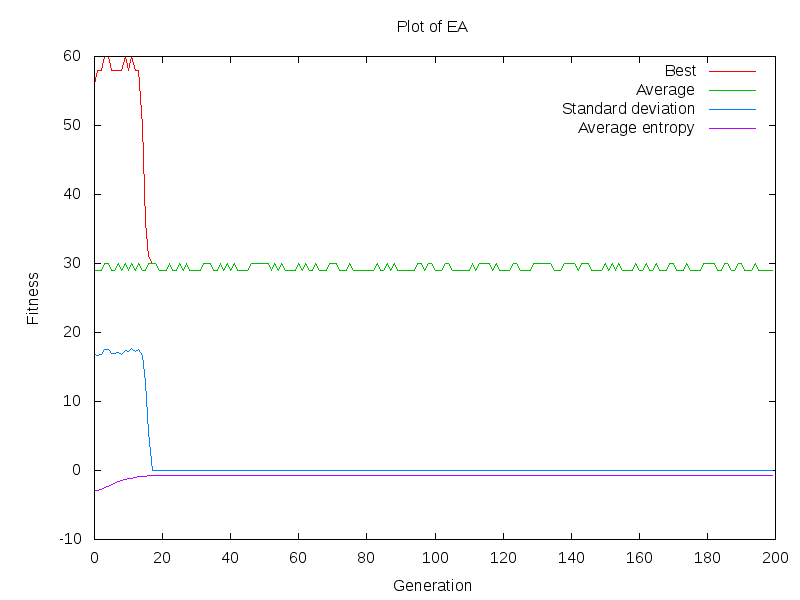 Plot of EA
60
50
40
30
20
10
0
-10
Fitness
Best
Average
Standard deviation
Average entropy
0 20 40 60 80 100 120 140 160 180 200
Generation